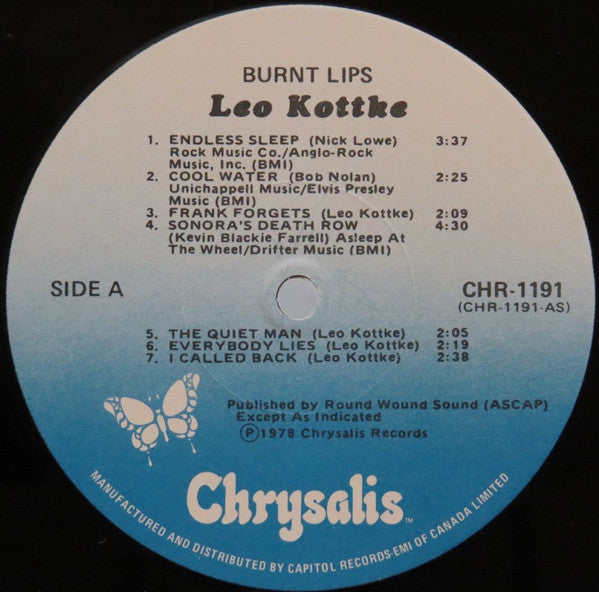 BURNT LIPS
Leo Kottke
1. ENDLESS SLEEP (Nick Lowe) 3:37
Rock Music Co./Anglo-Rock
Music, Inc. (BMI)
2. COOL WATER (Bob Nolan) 2:25
Unichappell Music/Elvis Presley
Music (BMI)
3. FRANK FORGETS (Leo Kottke) 2:09
4. SONORA'S DEATH ROW 4:30
(Kevin Blackie Farrell) Asleep At
The Wheel/Drifter Music (BMI)
SIDE A
CHR-1191
(CHR-1191-AS)
5. THE QUIET MAN (Leo Kottke) 2:05
6. EVERYBODY LIES (Leo Kottke) 2:19
7. I CALLED BACK (Leo Kottke) 2:38
Published by Round Wound Sound (ASCAP)
Except As Indicated
Ⓟ1978 Chrysalis Records
Chrysalis™
MANUFACTURED AND DISTRIBUTED BY CAPITOL RECORDS-EMI OF CANADA LIMITED